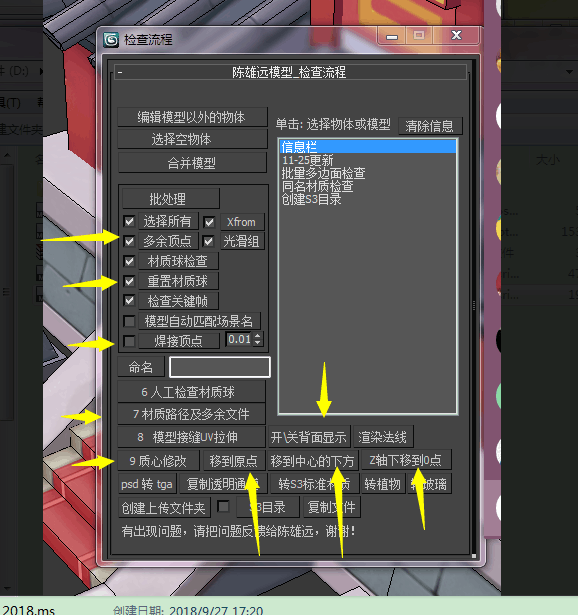 检查流程
陈雄远模型_检查流程
编辑模型以外的物体
选择空物体
合并模型
单击: 选择物体或模型 清除信息
信息栏
11-25更新
批量多边面检查
同名材质检查
创建S3目录
批处理
选择所有 Xfrom
多余顶点 光滑组
材质球检查
重置材质球
检查关键帧
模型自动匹配场景名
焊接顶点 0.01
命名
6 人工检查材质球
7 材质路径及多余文件
8 模型接缝UV拉伸 开\关背面显示 渲染法线
9 质心修改 移到原点 移到中心的下方 Z轴下移到0点
psd 转 tga 复制透明通道 转S3标准材质 转植物 转玻璃
创建上传文件夹 S3目录 复制文件
有出现问题，请把问题反馈给陈雄远，谢谢!
(D:)
建文件夹
大小
2018.ms 创建日期: 2018/9/27 17:20